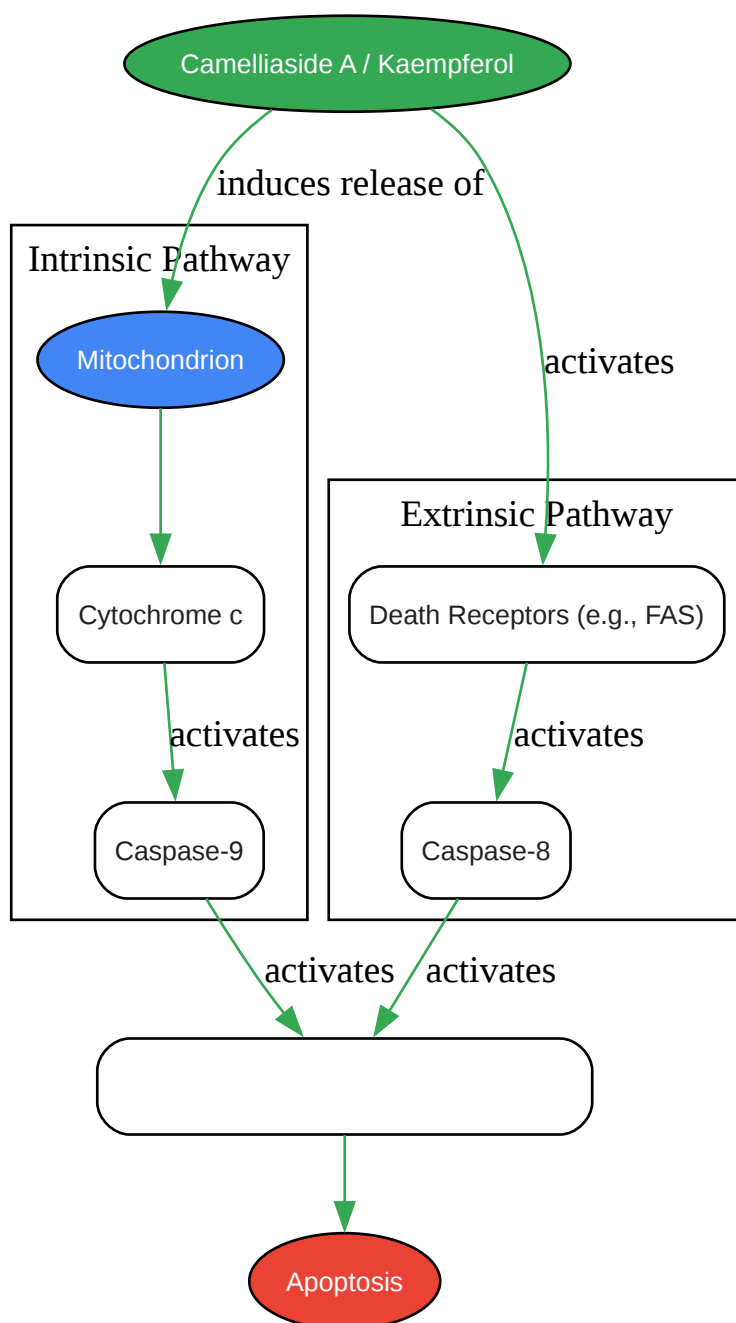 Camelliaside A / Kaempferol
induces release of
Intrinsic Pathway
Mitochondrion
activates
Extrinsic Pathway
Cytochrome c
Death Receptors (e.g., FAS)
activates
activates
Caspase-9
Caspase-8
activates
activates
Apoptosis